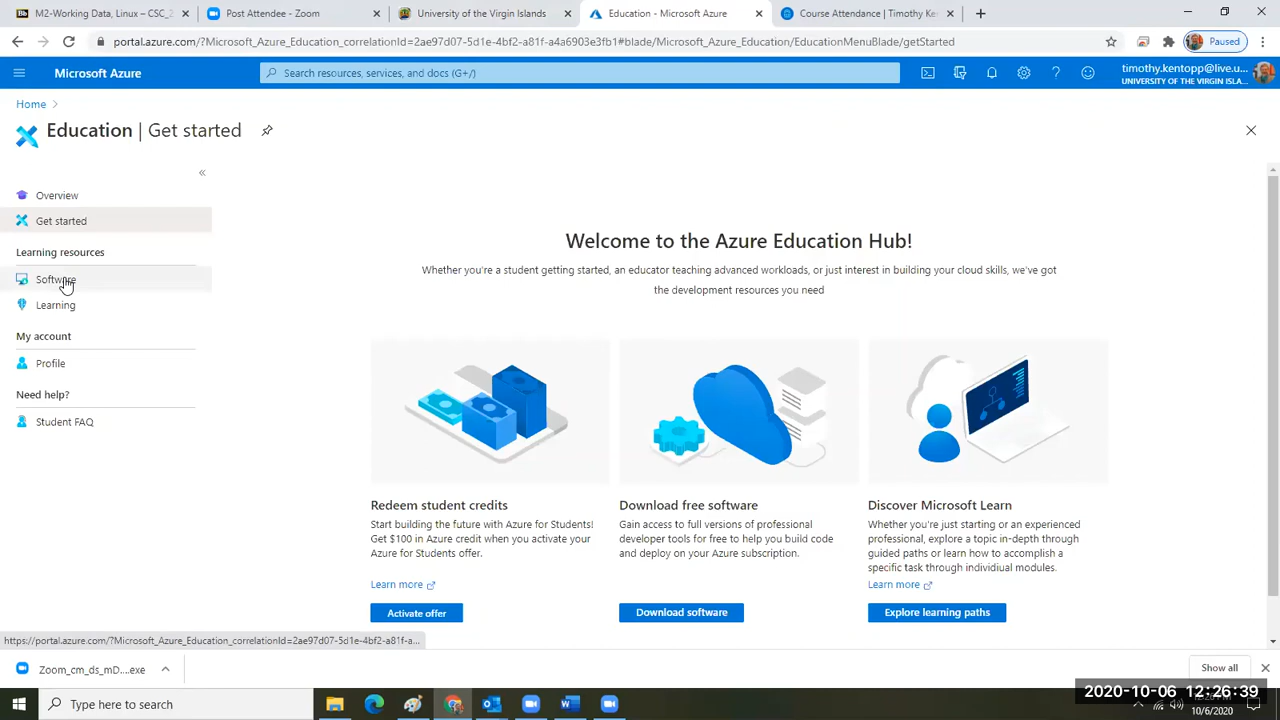 M2-Working Data, Linux – CSC_2
Post Attendee - Zoom
University of the Virgin Islands
Education - Microsoft Azure
Course Attendance | Timothy Ke
portal.azure.com/?Microsoft_Azure_Education_correlationId=2ae97d07-5d1e-4bf2-a81f-a4a6903e3fb1#blade/Microsoft_Azure_Education/EducationMenuBlade/getStarted
Paused
Microsoft Azure
Search resources, services, and docs (G+/)
timothy.kentopp@live.u...
UNIVERSITY OF THE VIRGIN ISLA...
Home
Education | Get started
Overview
Get started
Learning resources
Software
Learning
My account
Profile
Need help?
Student FAQ
Welcome to the Azure Education Hub!
Whether you're a student getting started, an educator teaching advanced workloads, or just interest in building your cloud skills, we've got
the development resources you need
Redeem student credits
Start building the future with Azure for Students!
Get $100 in Azure credit when you activate your
Azure for Students offer.
Learn more
Activate offer
Download free software
Gain access to full versions of professional
developer tools for free to help you build code
and deploy on your Azure subscription.
Download software
Discover Microsoft Learn
Whether you're just starting or an experienced
professional, explore a topic in-depth through
guided paths or learn how to accomplish a
specific task through individiual modules.
Learn more
Explore learning paths
https://portal.azure.com/?Microsoft_Azure_Education_correlationId=2ae97d07-5d1e-4bf2-a81f-a...
Zoom_cm_ds_mD....exe
Show all
Type here to search
2020-10-06 12:26:39
10/6/2020